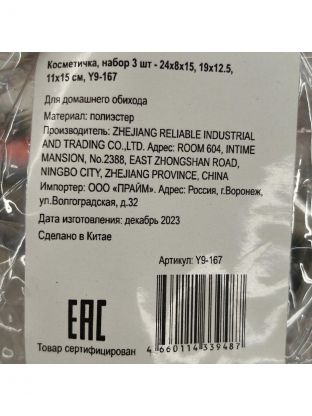 Косметичка, набор 3 шт - 24х8х15, 19х12.5,
11х15 см, Y9-167
Для домашнего обихода
Материал: полиэстер
Производитель: ZHEJIANG RELIABLE INDUSTRIAL
AND TRADING CO.,LTD. Адрес: ROOM 604, INTIME
MANSION, No.2388, EAST ZHONGSHAN ROAD,
NINGBO CITY, ZHEJIANG PROVINCE, CHINA
Импортер: ООО «ПРАЙМ». Адрес: Россия, г.Воронеж,
ул.Волгоградская, д.32
Дата изготовления: декабрь 2023
Сделано в Китае
Артикул: Y9-167
EAC
Товар сертифицирован
4 660114 339487